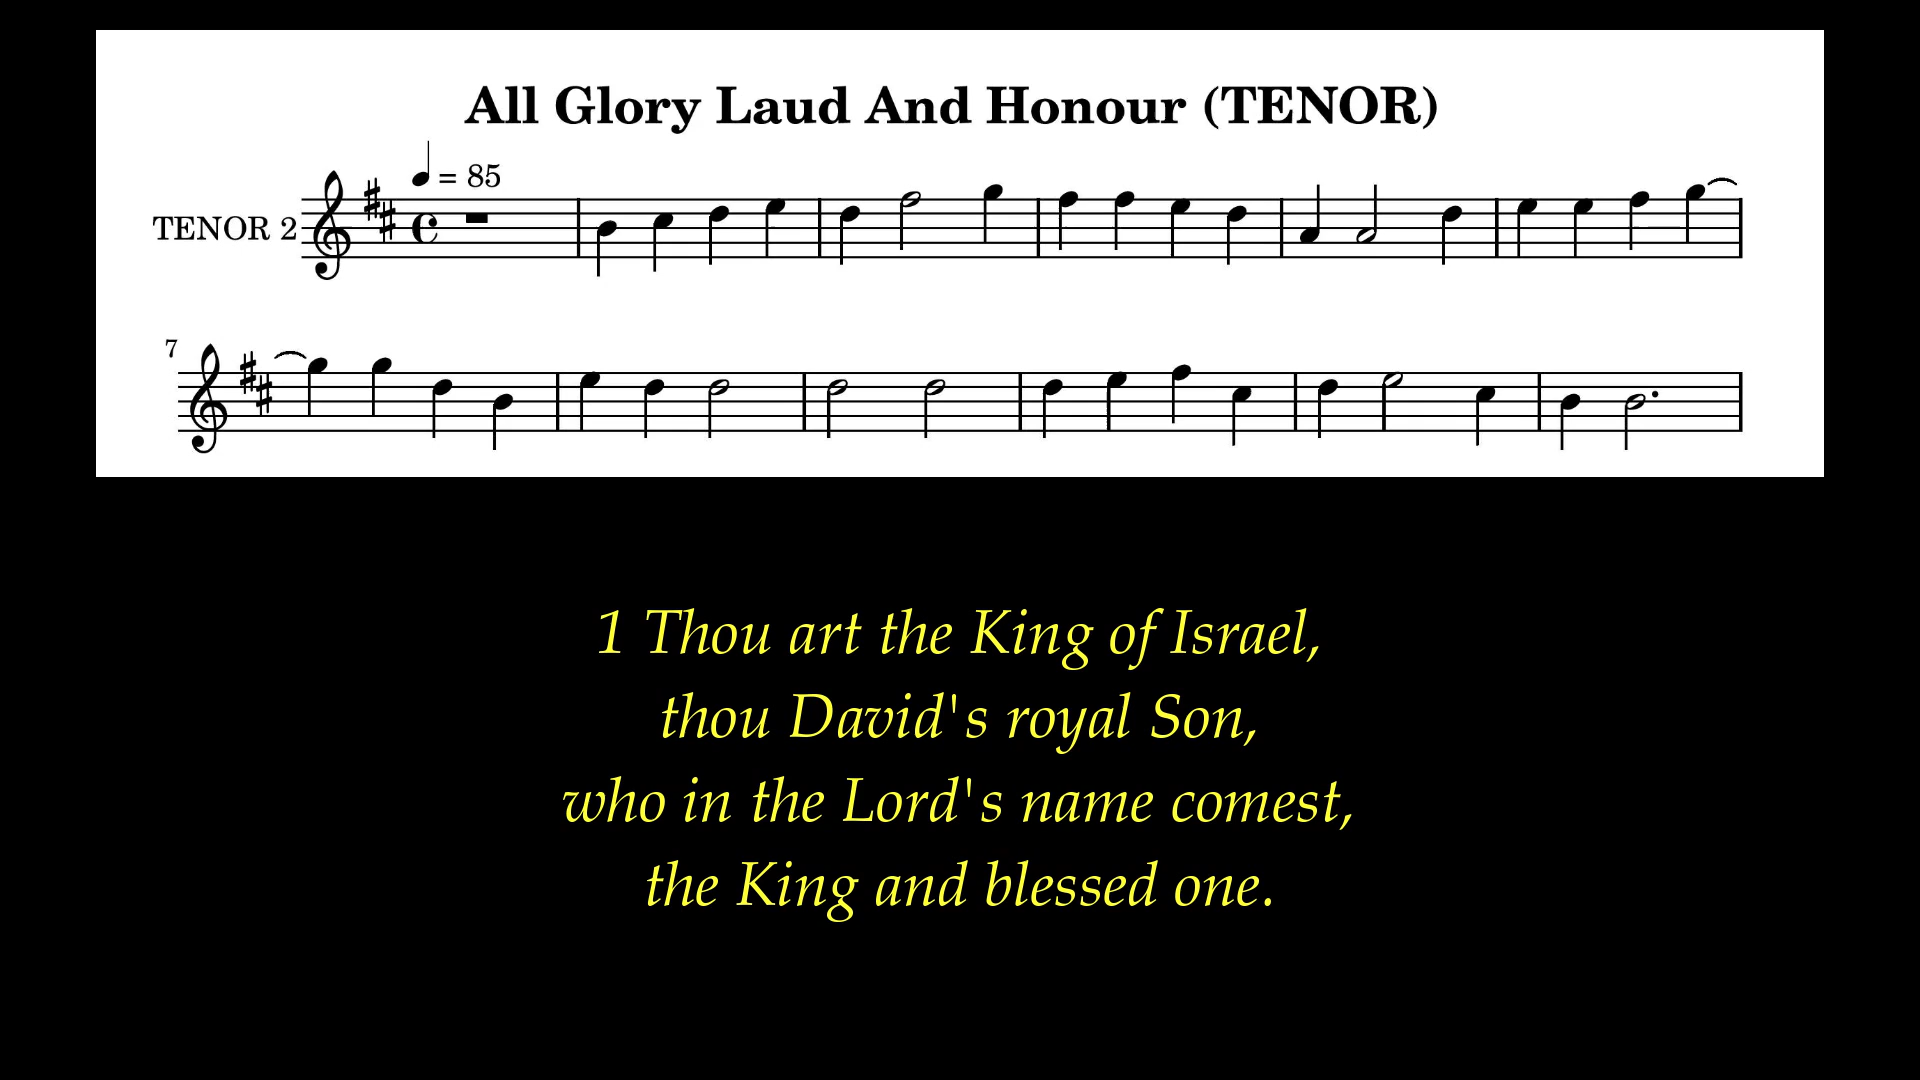 All Glory Laud And Honour (TENOR)
= 85
TENOR 2
7
1 Thou art the King of Israel,
thou David's royal Son,
who in the Lord's name comest,
the King and blessed one.